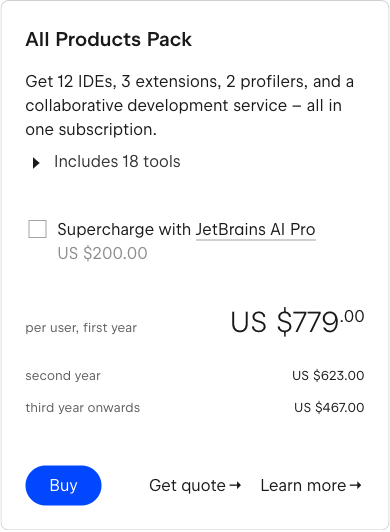 All Products Pack
Get 12 IDEs, 3 extensions, 2 profilers, and a
collaborative development service – all in
one subscription.
Includes 18 tools
Supercharge with JetBrains AI Pro
US $200.00
per user, first year US $779.00
second year US $623.00
third year onwards US $467.00
Buy Get quote → Learn more →